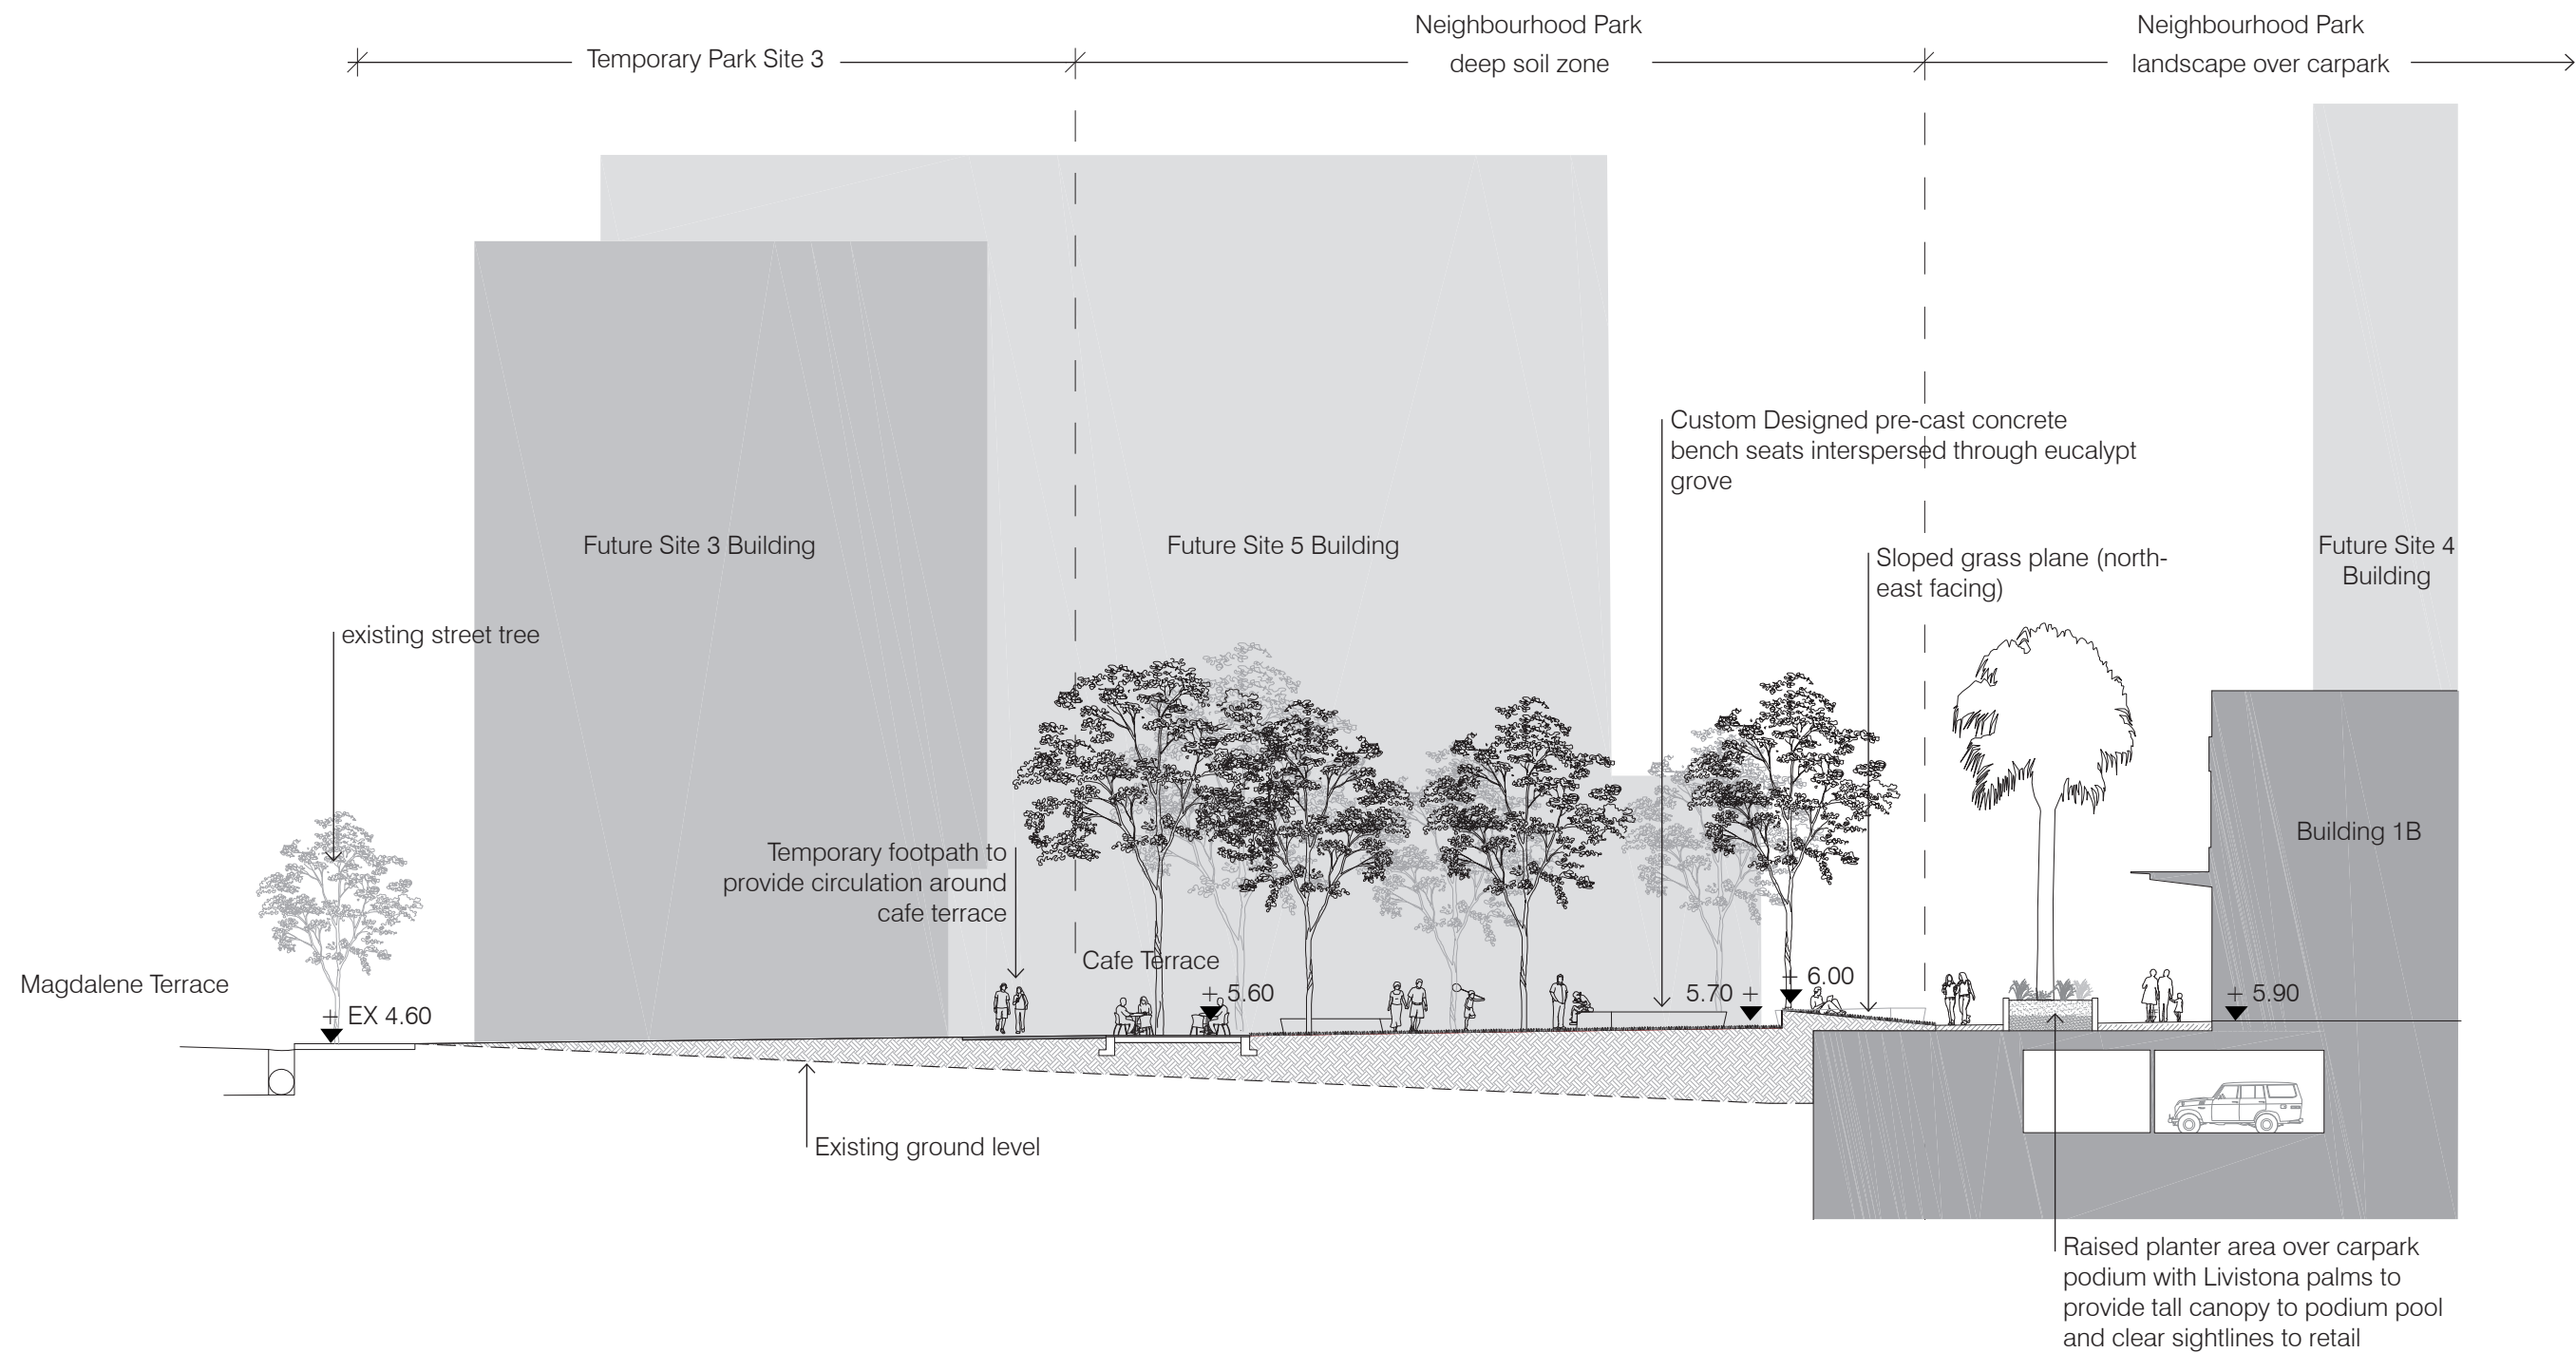 Temporary Park Site 3
Neighbourhood Park
deep soil zone
Neighbourhood Park
landscape over carpark
Custom Designed pre-cast concrete
bench seats interspersed through eucalypt
grove
Future Site 3 Building
Future Site 5 Building
Future Site 4
Building
Sloped grass plane (north-
east facing)
existing street tree
Building 1B
Temporary footpath to
provide circulation around
cafe terrace
Cafe Terrace
Magdalene Terrace
+ EX 4.60
+ 5.60
5.70 +
+ 6.00
+ 5.90
Existing ground level
Raised planter area over carpark
podium with Livistona palms to
provide tall canopy to podium pool
and clear sightlines to retail